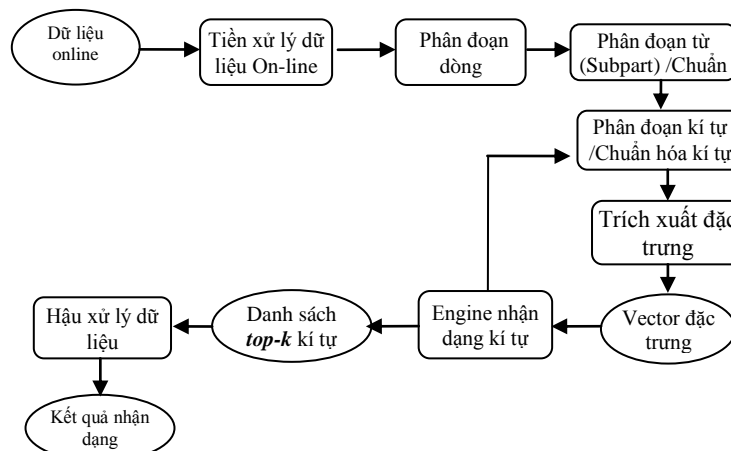 Dữ liệu
online
Tiền xử lý dữ
liệu On-line
Phân đoạn
dòng
Phân đoạn từ
(Subpart) /Chuẩn
Phân đoạn kí tự
/Chuẩn hóa kí tự
Trích xuất đặc
trưng
Vector đặc
trưng
Engine nhận
dạng kí tự
Danh sách
top-k kí tự
Hậu xử lý dữ
liệu
Kết quả nhận
dạng